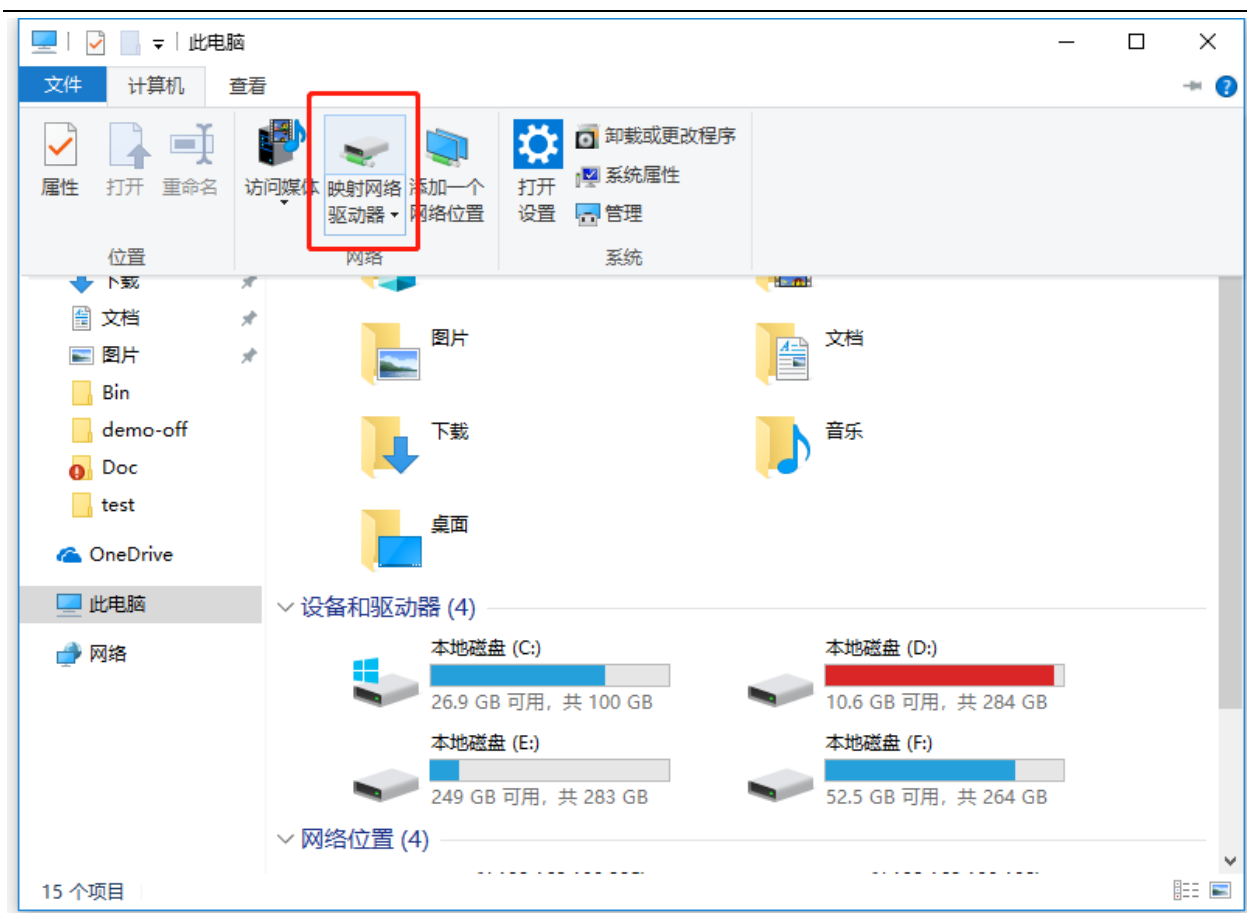 此电脑
文件 计算机 查看
属性 打开 重命名 访问媒体 映射网络驱动器 添加一个网络位置 打开设置
卸载或更改程序
系统属性
管理
位置 网络 系统
下载
文档
图片
Bin
demo-off
Doc
test
OneDrive
此电脑
网络
图片 文档
下载 音乐
桌面
设备和驱动器 (4)
本地磁盘 (C:) 本地磁盘 (D:)
26.9 GB 可用，共 100 GB 10.6 GB 可用，共 284 GB
本地磁盘 (E:) 本地磁盘 (F:)
249 GB 可用，共 283 GB 52.5 GB 可用，共 264 GB
网络位置 (4)
15 个项目